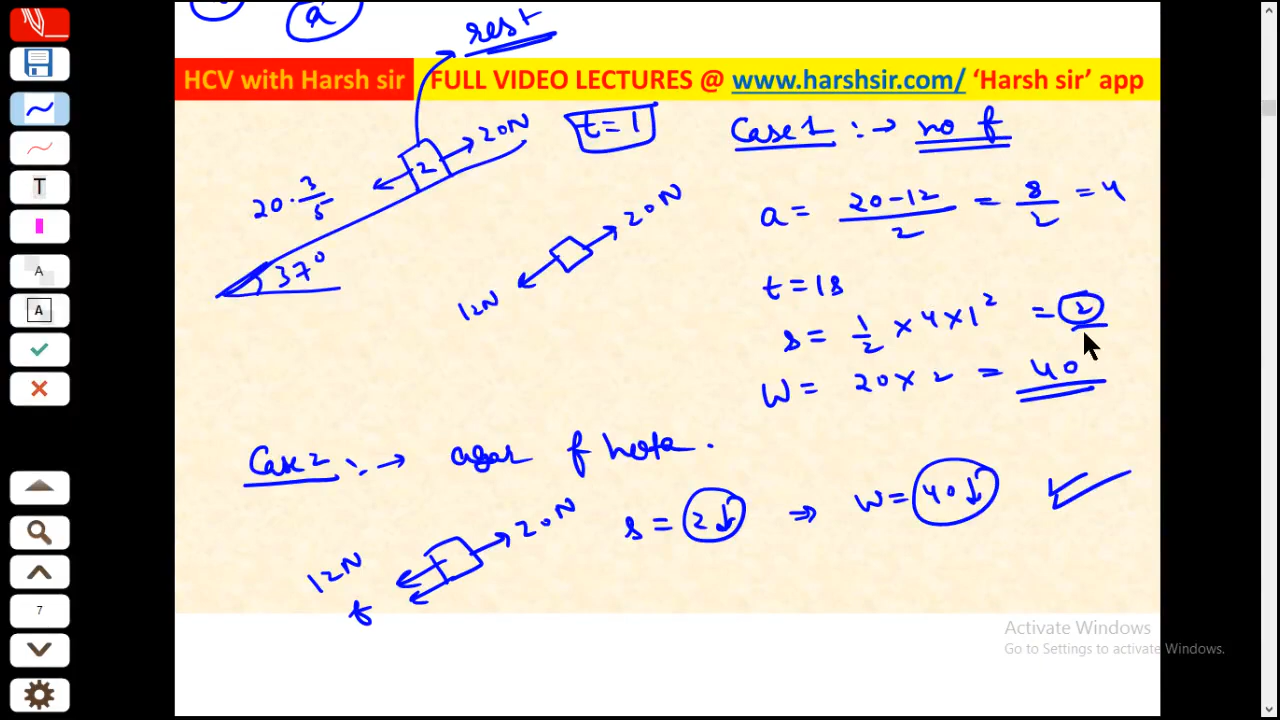 a
rest
HCV with Harsh sir FULL VIDEO LECTURES @ www.harshsir.com/ ‘Harsh sir’ app
2 20N t=1 Case 1 :→ no f
20·3/5
37°
20N
12N
a = 20-12/2 = 8/2 = 4
t = 1s
s = 1/2 × 4 × 1² = 2
W = 20 × 2 = 40
Case 2 :→ agar f hota.
20N
12N
f
s = 2↓ ⇒ W = 40↓
T
A
A
7
Activate Windows
Go to Settings to activate Windows.